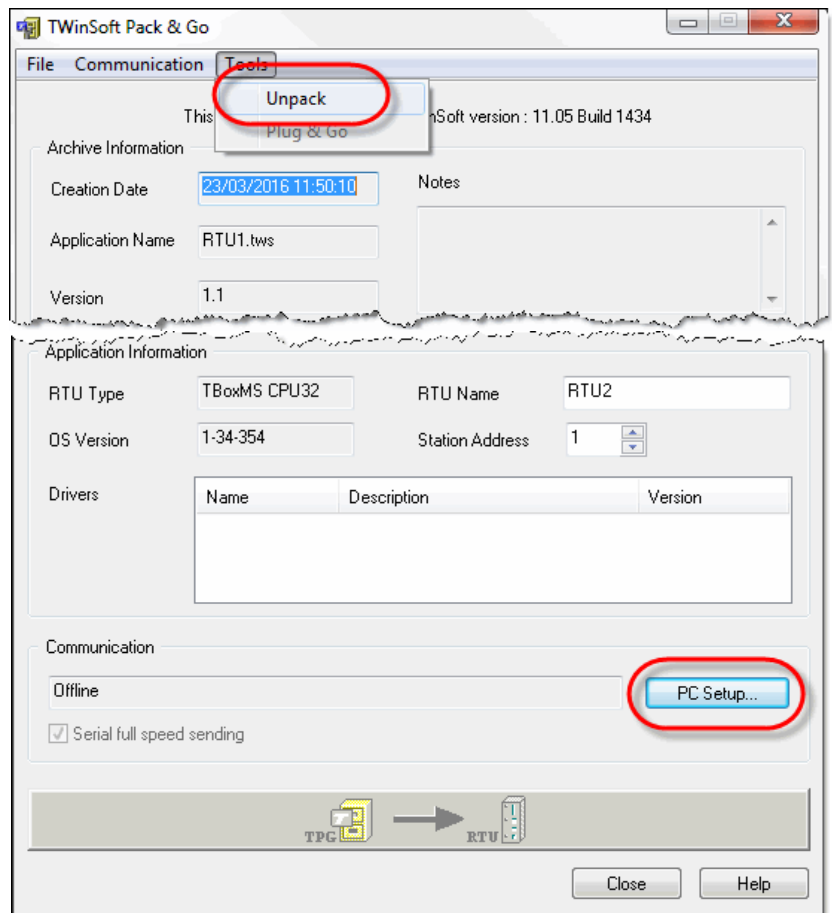 TWinSoft Pack & Go
File Communication Tools
Unpack
This nSoft version : 11.05 Build 1434
Plug & Go
Archive Information
Creation Date 23/03/2016 11:50:10 Notes
Application Name RTU1.tws
Version 1.1
Application Information
RTU Type TBoxMS CPU32 RTU Name RTU2
OS Version 1-34-354 Station Address 1
Drivers Name Description Version
Communication
Offline PC Setup...
Serial full speed sending
TPG RTU
Close Help